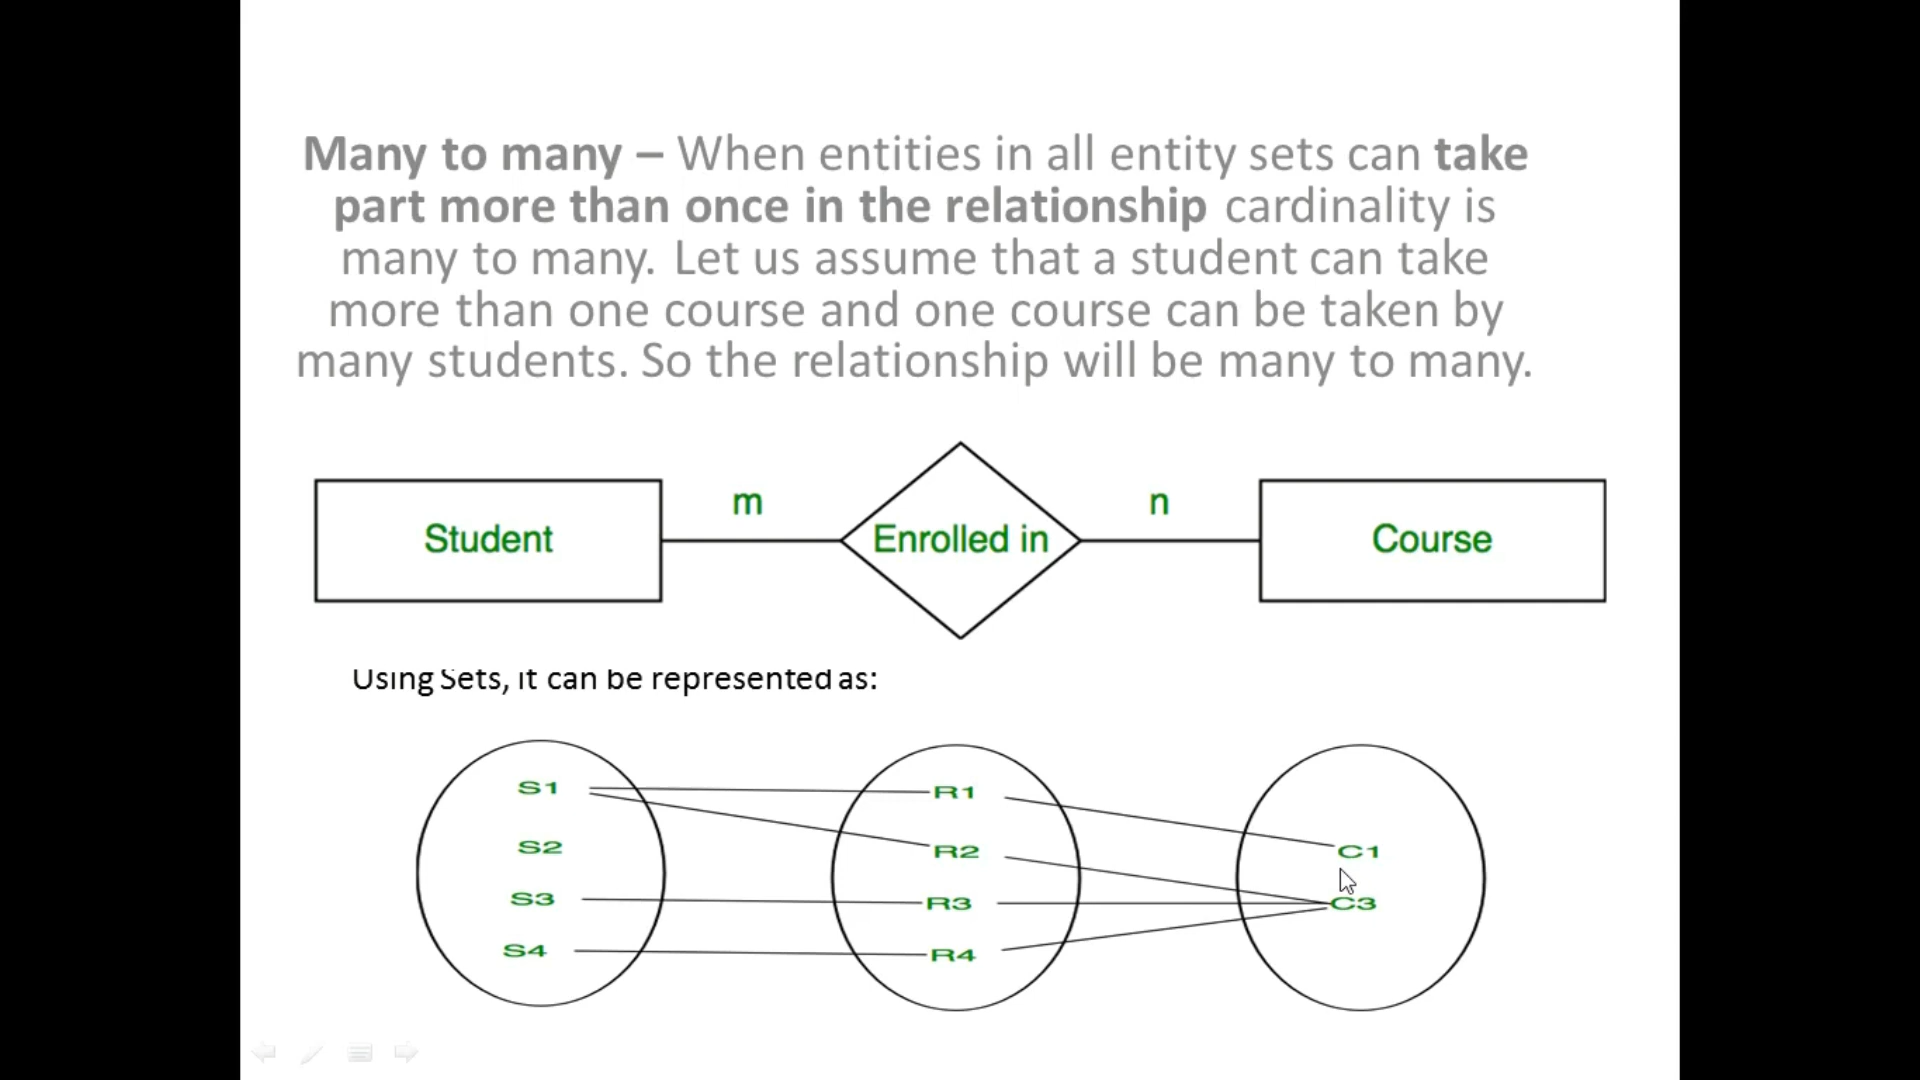 Many to many – When entities in all entity sets can take
part more than once in the relationship cardinality is
many to many. Let us assume that a student can take
more than one course and one course can be taken by
many students. So the relationship will be many to many.
Student
m
Enrolled in
n
Course
Using Sets, it can be represented as:
S1
R1
S2
R2
C1
S3
R3
C3
S4
R4